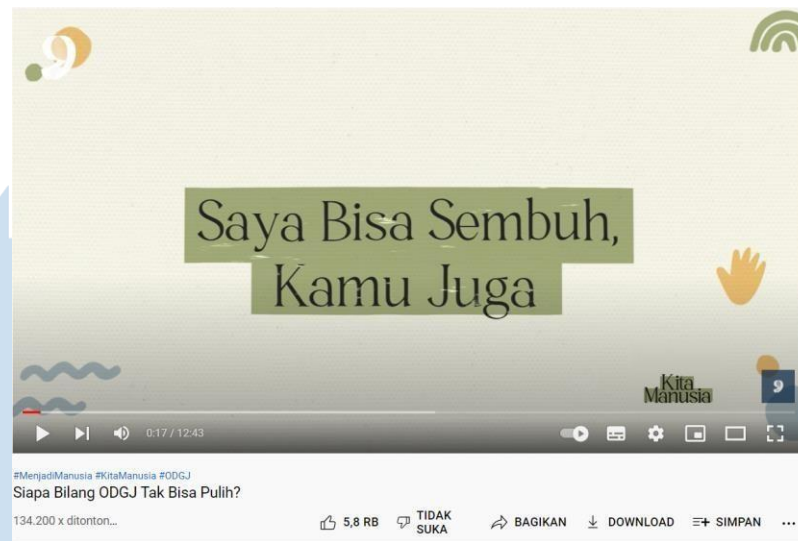 9
Saya Bisa Sembuh,
Kamu Juga
Kita
Manusia
9
0:17 / 12:43
#MenjadiManusia #KitaManusia #ODGJ
Siapa Bilang ODGJ Tak Bisa Pulih?
134.200 x ditonton...
5,8 RB
TIDAK
SUKA
BAGIKAN
DOWNLOAD
SIMPAN
...